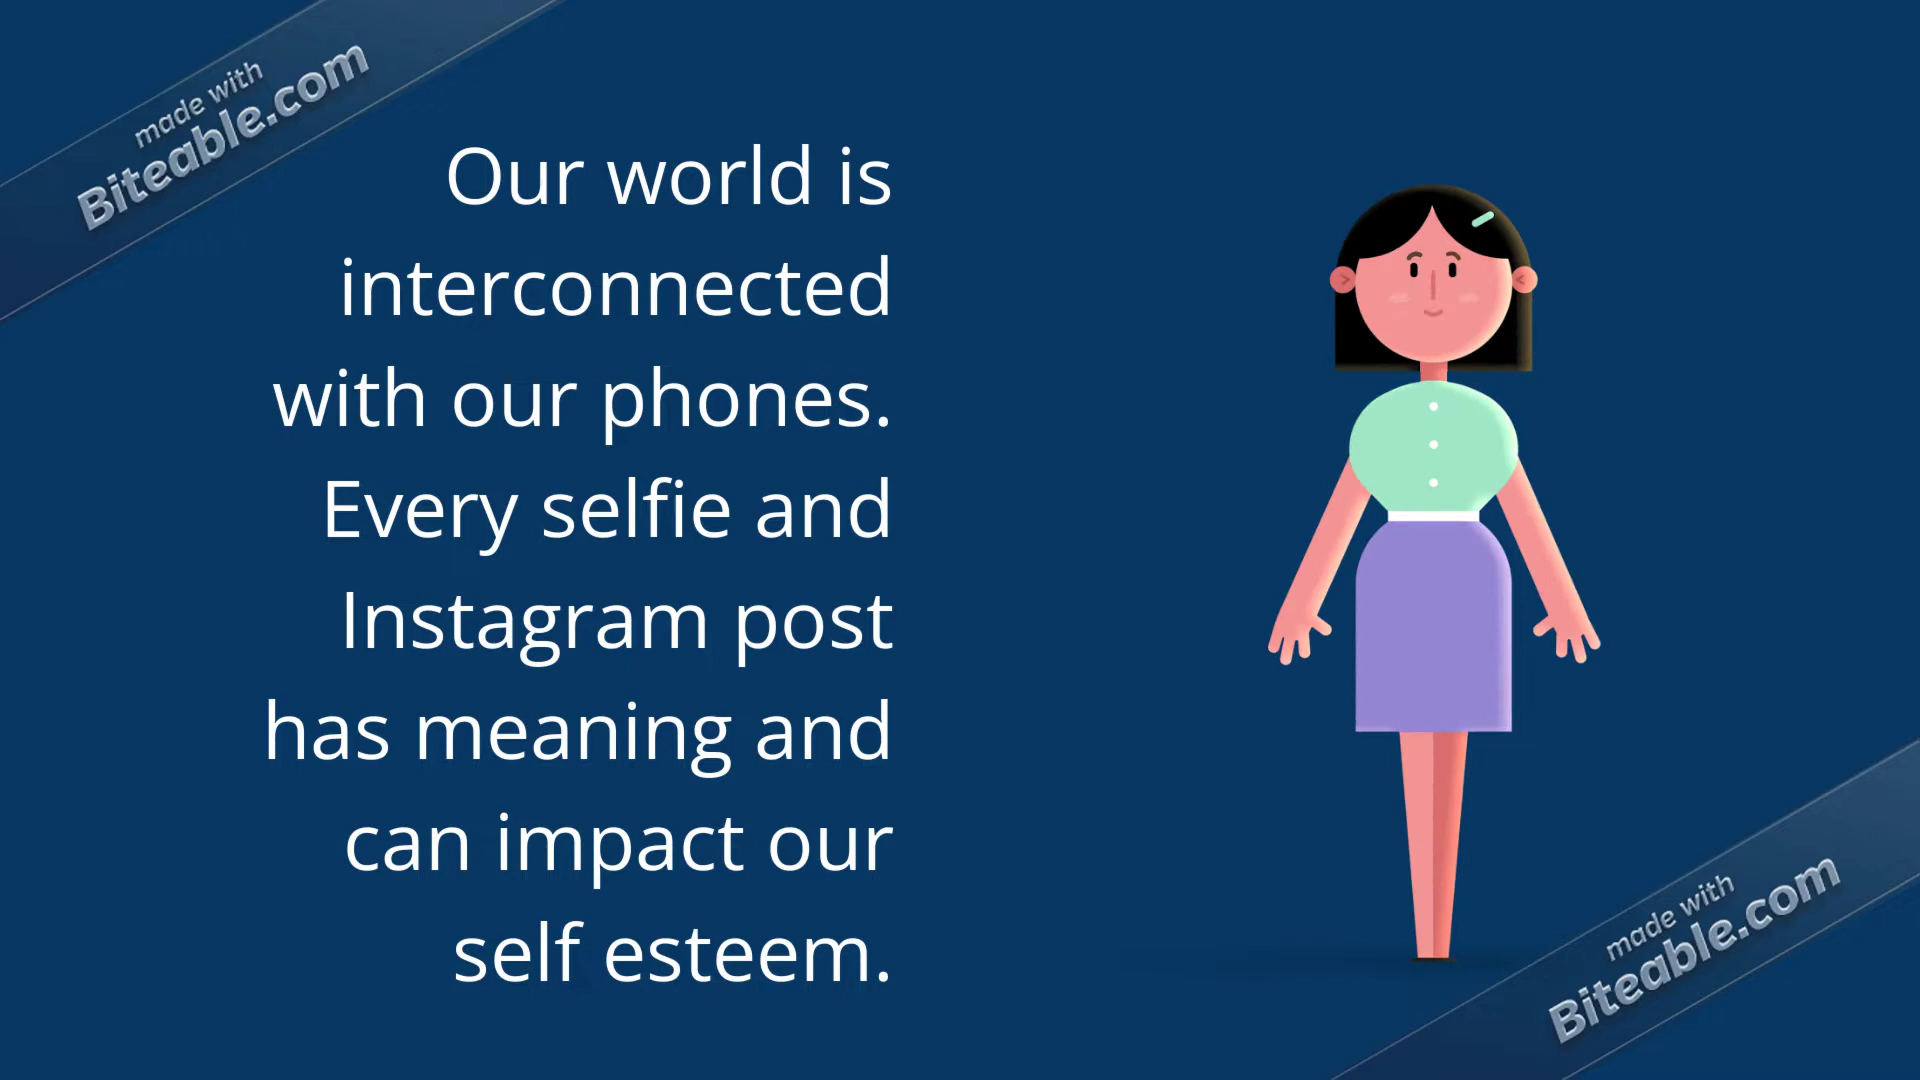 made with
Biteable.com
Our world is
interconnected
with our phones.
Every selfie and
Instagram post
has meaning and
can impact our
self esteem.
made with
Biteable.com